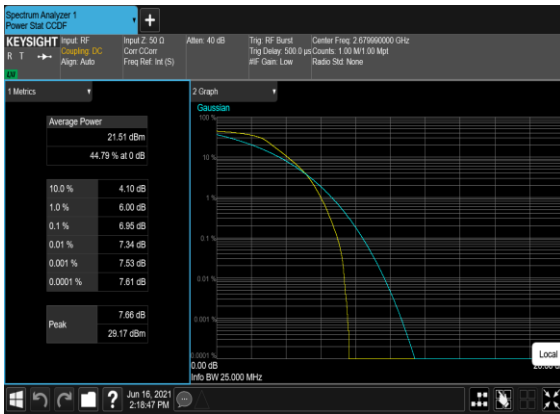 Spectrum Analyzer 1
Power Stat CCDF
+
KEYSIGHT
R T
LXI
Input: RF
Coupling: DC
Align: Auto
Input Z: 50 Ω
Corr CCorr
Freq Ref: Int (S)
Atten: 40 dB
Trig: RF Burst
Trig Delay: 500.0 µs
#IF Gain: Low
Center Freq: 2.679990000 GHz
Counts: 1.00 M/1.00 Mpt
Radio Std: None
1 Metrics
Average Power
21.51 dBm
44.79 % at 0 dB
10.0 % 4.10 dB
1.0 % 6.00 dB
0.1 % 6.95 dB
0.01 % 7.34 dB
0.001 % 7.53 dB
0.0001 % 7.61 dB
Peak
7.66 dB
29.17 dBm
2 Graph
Gaussian
100 %
10 %
1 %
0.1 %
0.01 %
0.001 %
0.0001 %
0.00 dB
Info BW 25.000 MHz
Local
?
Jun 16, 2021
2:18:47 PM